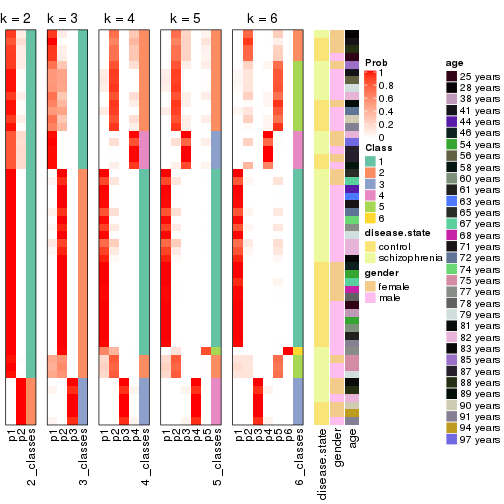 k = 2 k = 3 k = 4 k = 5 k = 6
p1
p2
2_classes
p1
p2
p3
3_classes
p1
p2
p3
p4
4_classes
p1
p2
p3
p4
p5
5_classes
p1
p2
p3
p4
p5
p6
6_classes
disease.state
gender
age
Prob
1
0.8
0.6
0.4
0.2
0
Class
1
2
3
4
5
6
disease.state
control
schizophrenia
gender
female
male
age
25 years
28 years
38 years
41 years
44 years
46 years
54 years
56 years
58 years
60 years
61 years
63 years
65 years
67 years
68 years
71 years
72 years
74 years
75 years
77 years
78 years
79 years
81 years
82 years
83 years
85 years
87 years
88 years
89 years
90 years
91 years
94 years
97 years